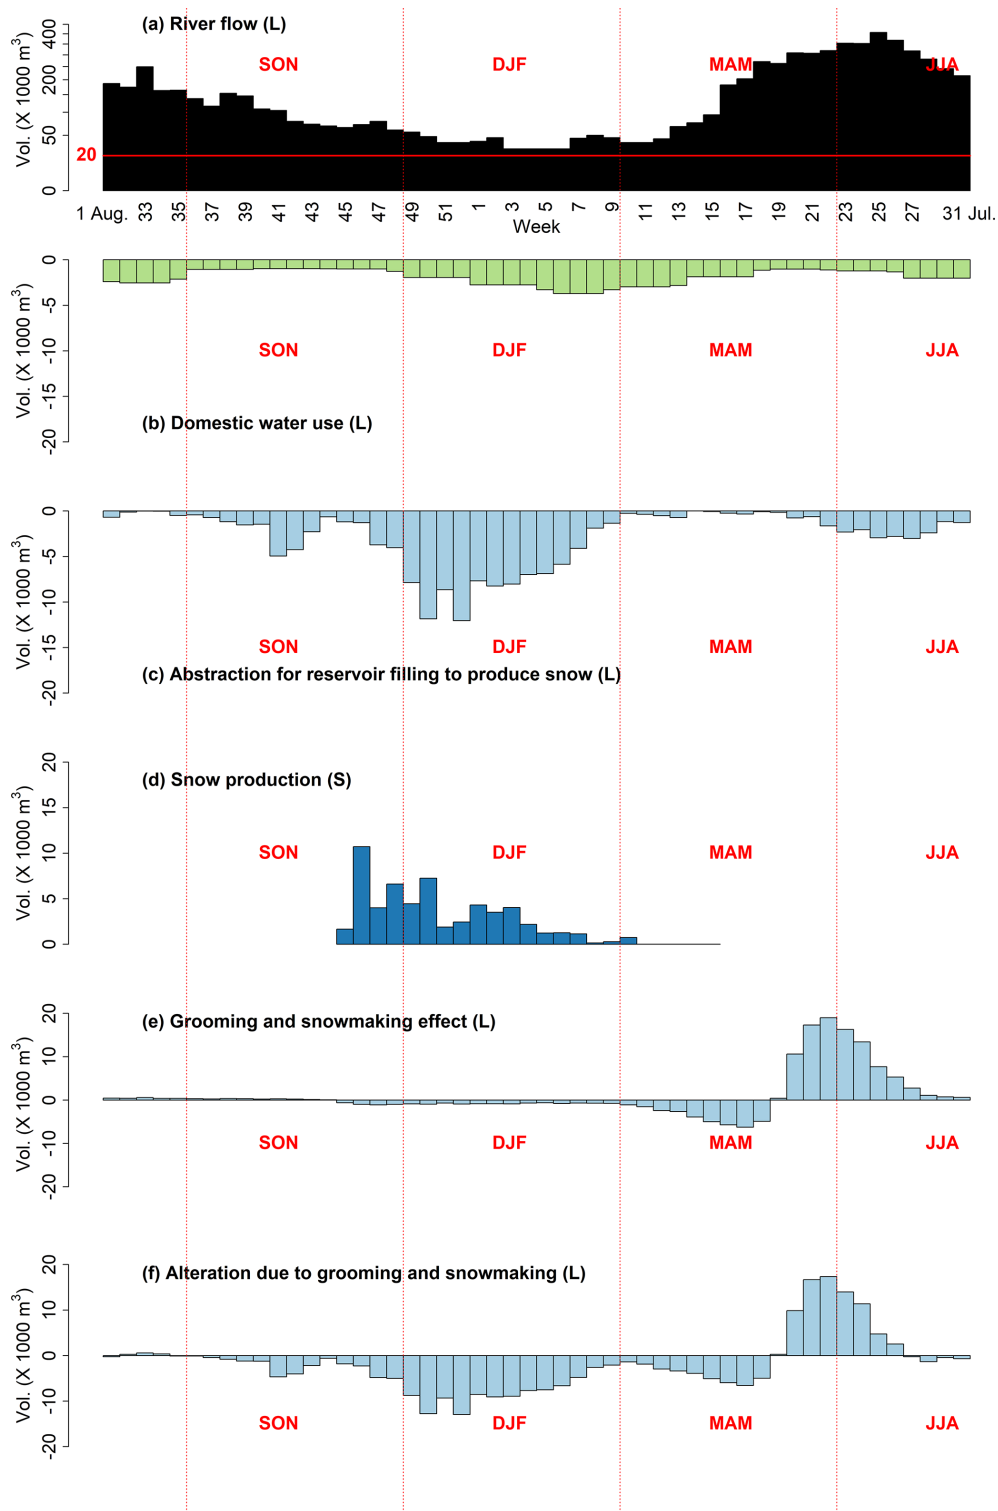 (a) River flow (L)
Vol. (X 1000 m³)
400
200
50
0
20
SON DJF MAM JJA
1 Aug. 33 35 37 39 41 43 45 47 49 51 1 3 5 7 9 11 13 15 17 19 21 23 25 27 31 Jul.
Week
Vol. (X 1000 m³)
0
-5
-10
-15
-20
SON DJF MAM JJA
(b) Domestic water use (L)
Vol. (X 1000 m³)
0
-5
-10
-15
-20
SON DJF MAM JJA
(c) Abstraction for reservoir filling to produce snow (L)
Vol. (X 1000 m³)
20
15
10
5
0
(d) Snow production (S)
SON DJF MAM JJA
Vol. (X 1000 m³)
20
10
0
-10
-20
(e) Grooming and snowmaking effect (L)
SON DJF MAM JJA
Vol. (X 1000 m³)
20
10
0
-10
-20
(f) Alteration due to grooming and snowmaking (L)
SON DJF MAM JJA